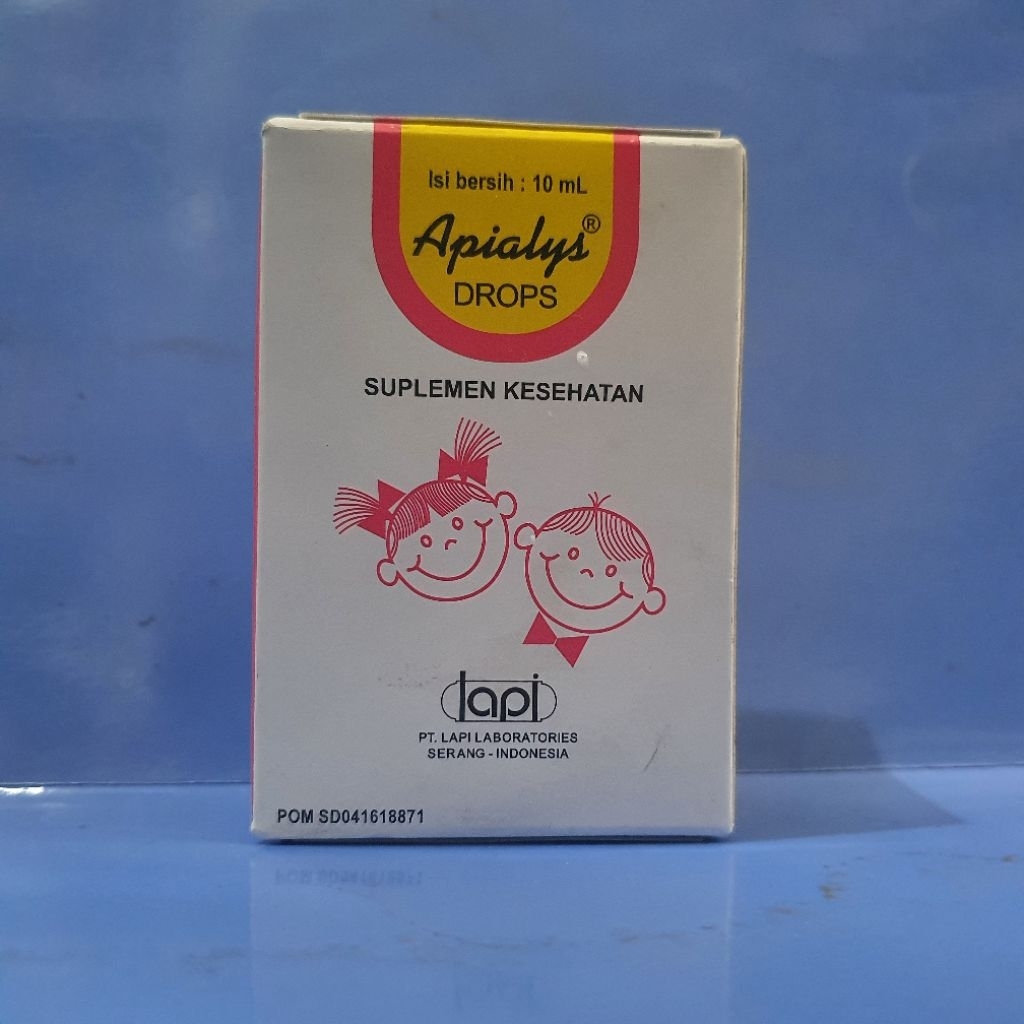 Isi bersih : 10 mL
Apialys®
DROPS
SUPLEMEN KESEHATAN
lapi
PT. LAPI LABORATORIES
SERANG - INDONESIA
POM SD041618871